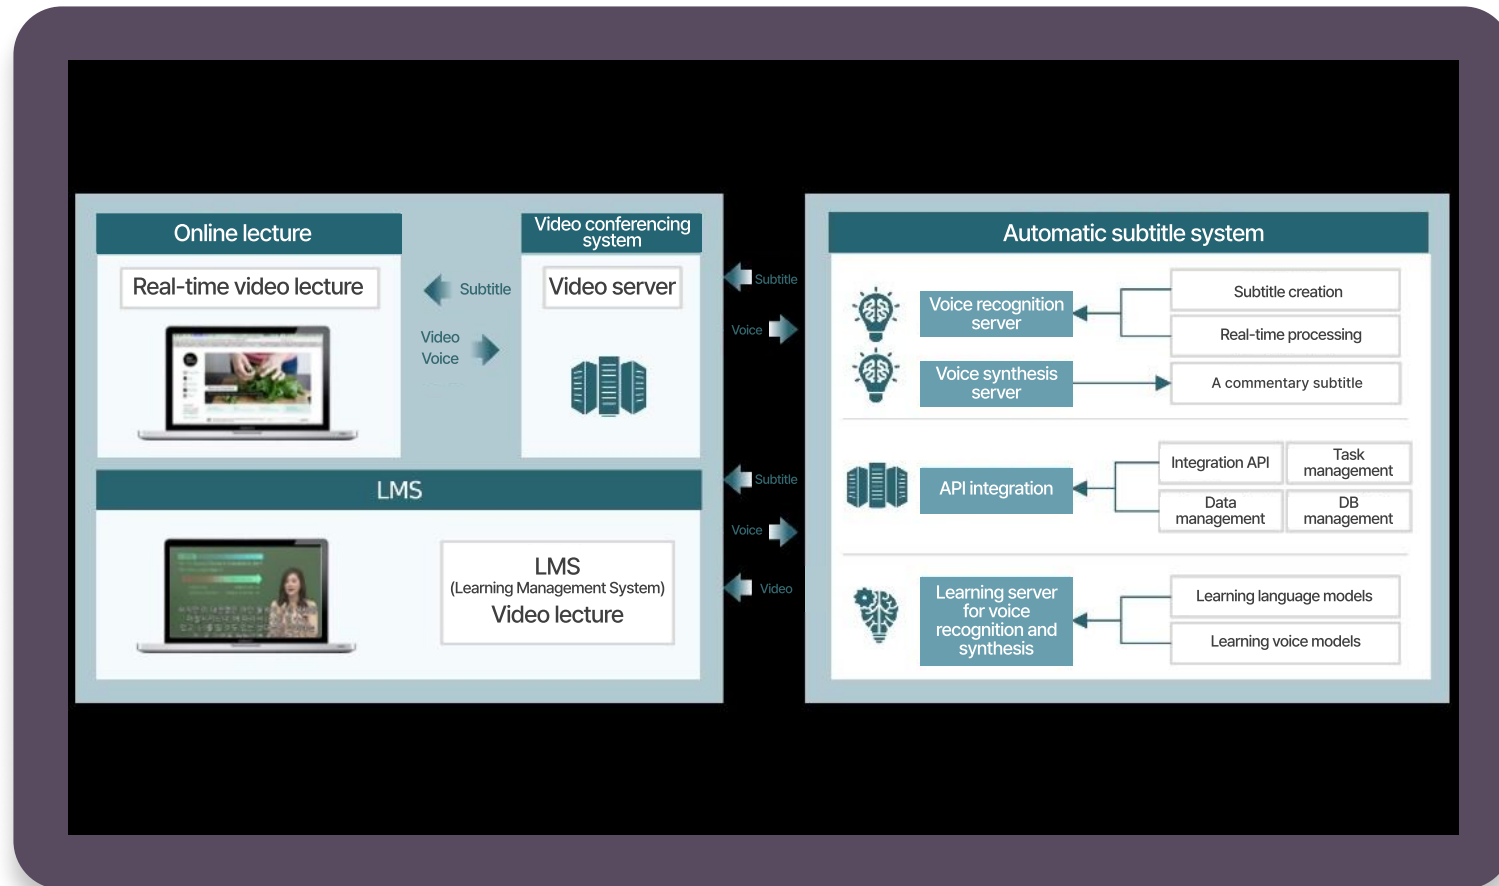 Online lecture
Real-time video lecture
Subtitle
Video
Voice
Video conferencing
system
Video server
LMS
LMS
(Learning Management System)
Video lecture
Subtitle
Voice
Subtitle
Voice
Video
Automatic subtitle system
Voice recognition
server
Subtitle creation
Real-time processing
Voice synthesis
server
A commentary subtitle
API integration
Integration API
Task
management
Data
management
DB
management
Learning server
for voice
recognition and
synthesis
Learning language models
Learning voice models